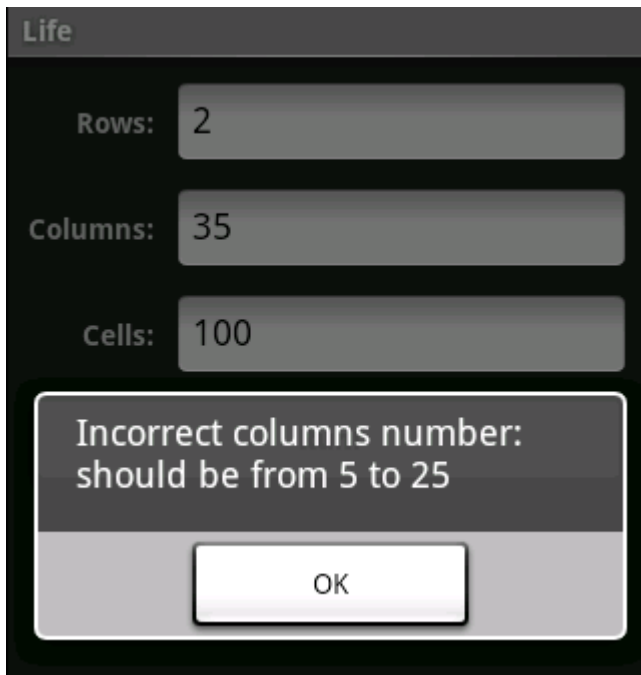 Life
Rows: 2
Columns: 35
Cells: 100
Incorrect columns number:
should be from 5 to 25
OK